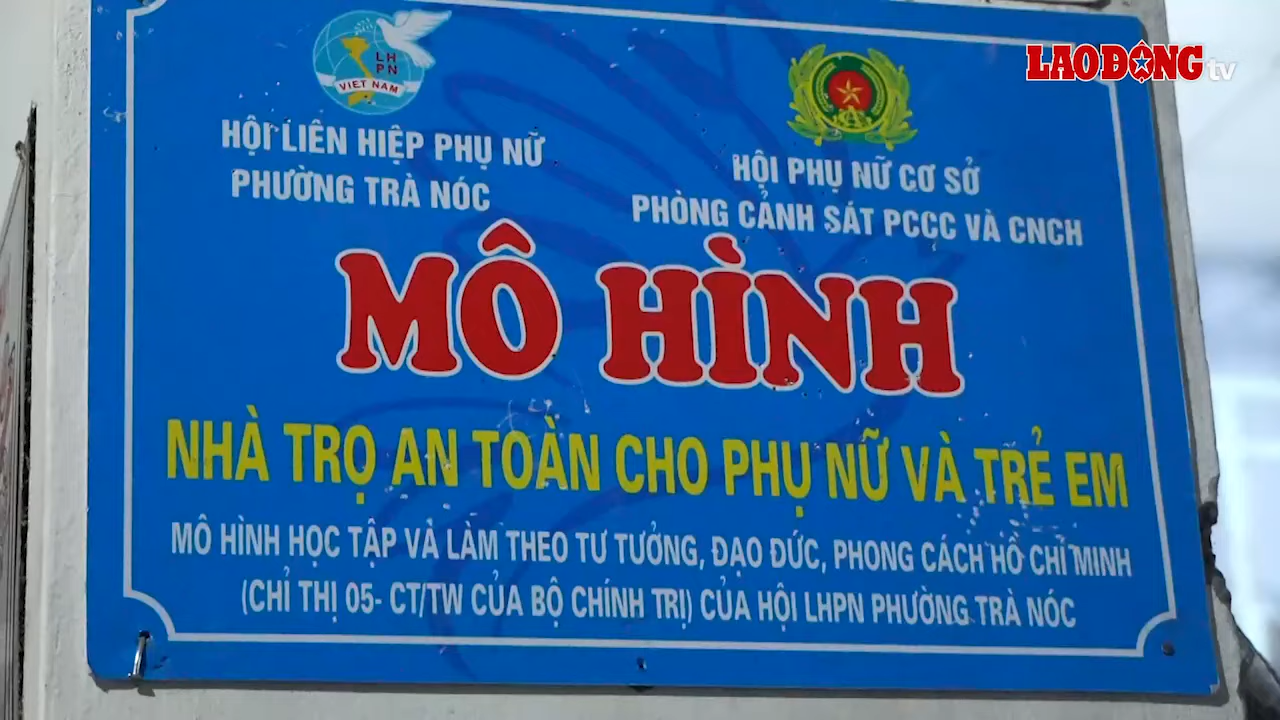 LAO ĐỘNG tv
LH
PN
VIỆT NAM
HỘI LIÊN HIỆP PHỤ NỮ
PHƯỜNG TRÀ NÓC
HỘI PHỤ NỮ CƠ SỞ
PHÒNG CẢNH SÁT PCCC VÀ CNCH
MÔ HÌNH
NHÀ TRỌ AN TOÀN CHO PHỤ NỮ VÀ TRẺ EM
MÔ HÌNH HỌC TẬP VÀ LÀM THEO TƯ TƯỞNG, ĐẠO ĐỨC, PHONG CÁCH HỒ CHÍ MINH
(CHỈ THỊ 05- CT/TW CỦA BỘ CHÍNH TRỊ) CỦA HỘI LHPN PHƯỜNG TRÀ NÓC